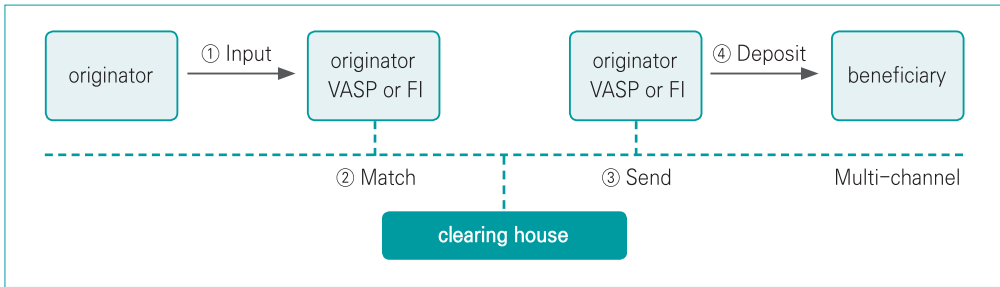 originator
① Input
originator
VASP or FI
originator
VASP or FI
④ Deposit
beneficiary
② Match
③ Send
Multi-channel
clearing house